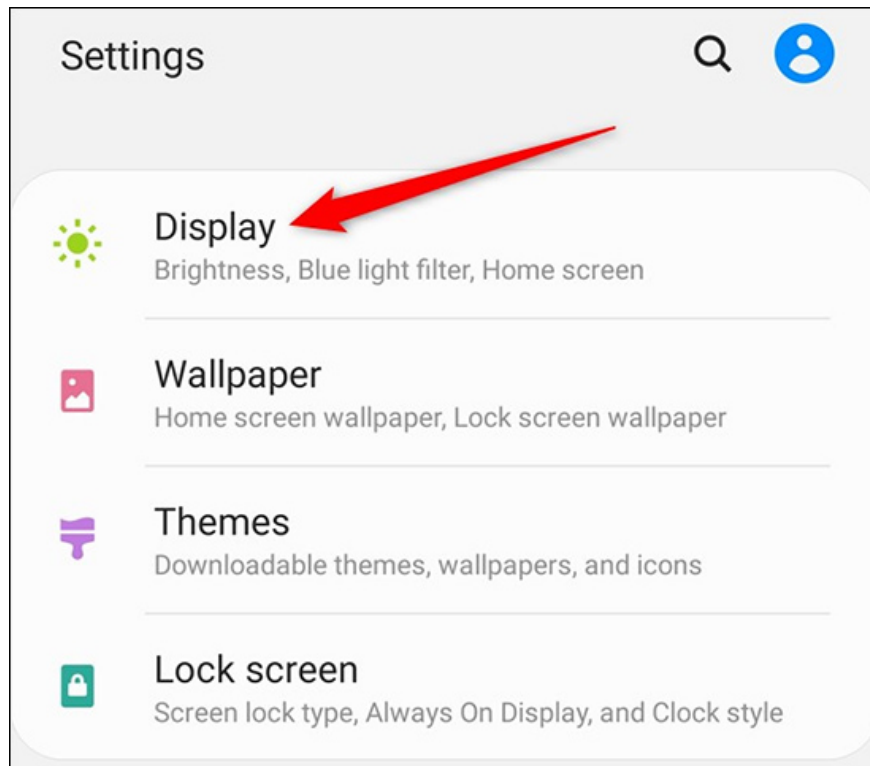 Settings
Display
Brightness, Blue light filter, Home screen
Wallpaper
Home screen wallpaper, Lock screen wallpaper
Themes
Downloadable themes, wallpapers, and icons
Lock screen
Screen lock type, Always On Display, and Clock style